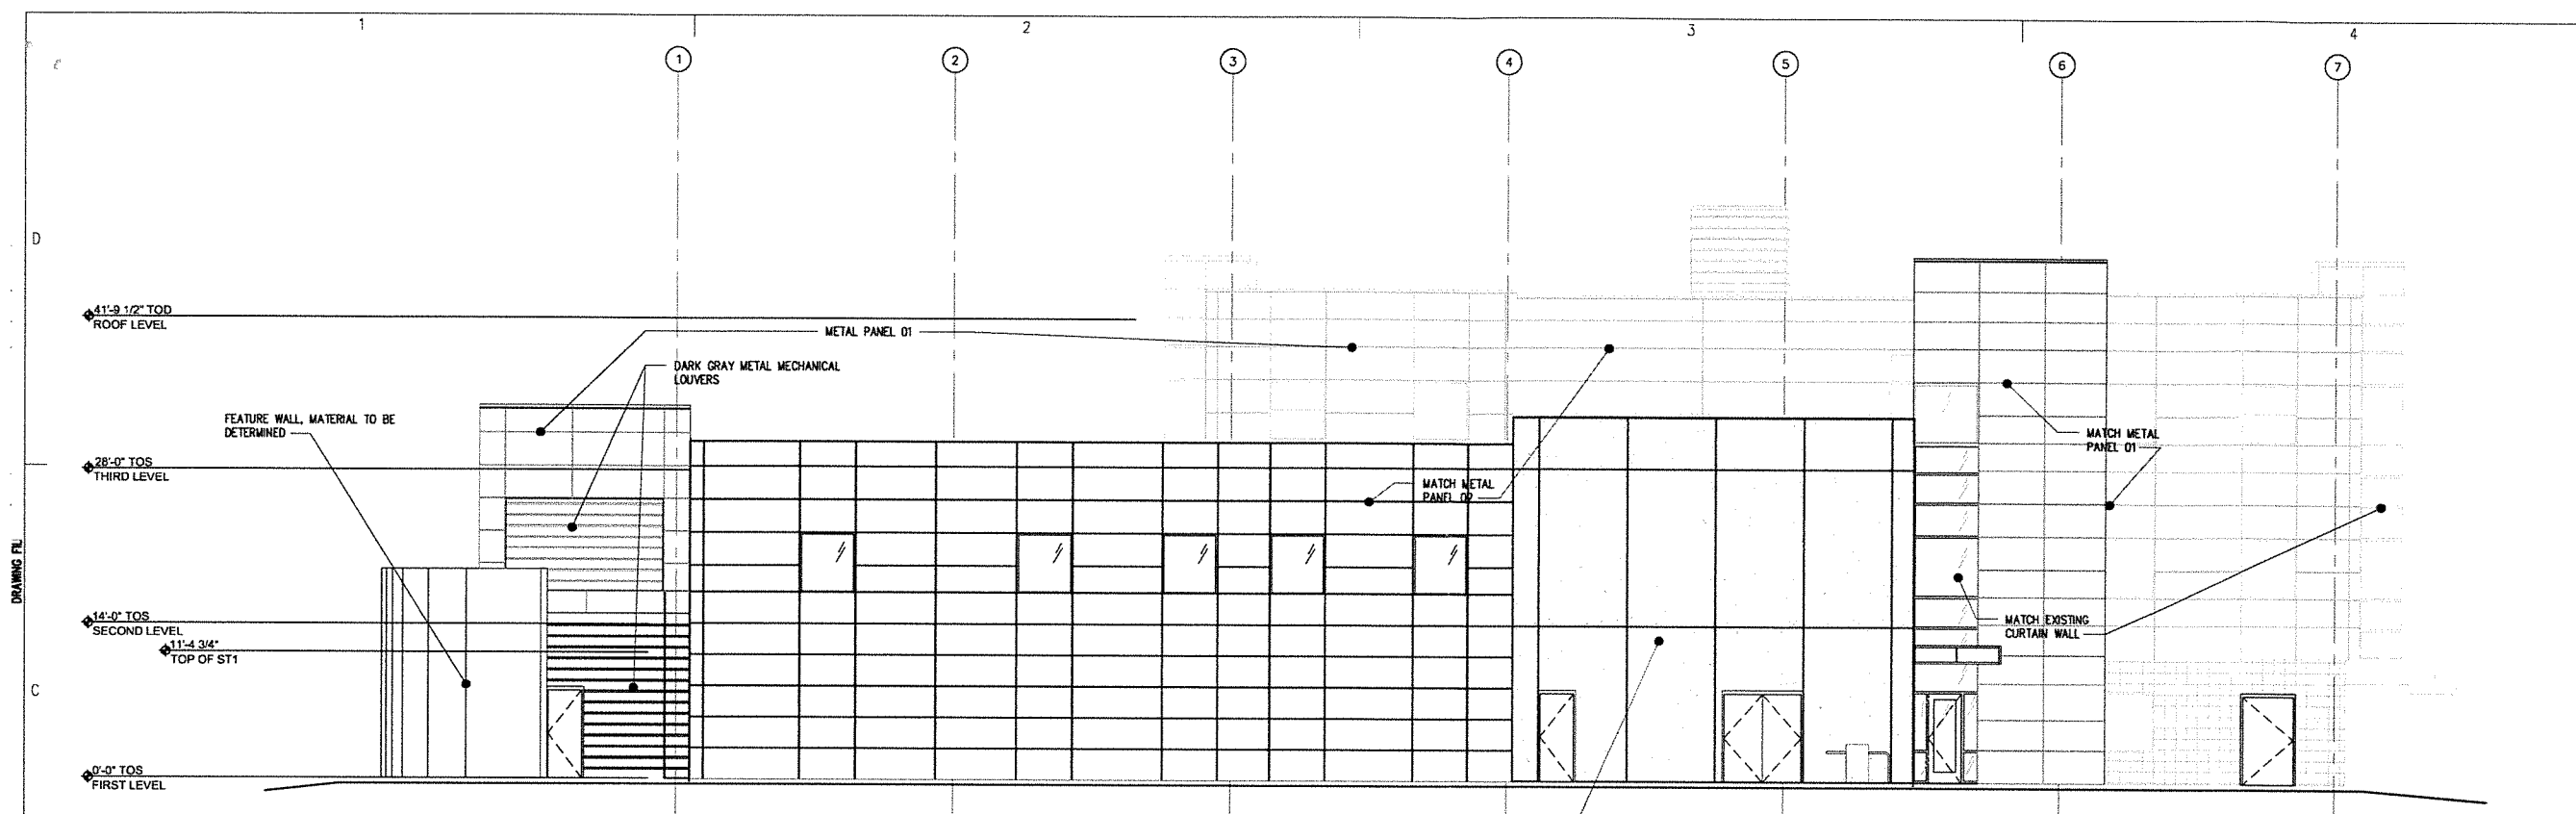 1
2
3
4
1
2
3
4
5
6
7
D
41'-9 1/2" TOD
ROOF LEVEL
METAL PANEL 01
DARK GRAY METAL MECHANICAL
LOUVERS
FEATURE WALL, MATERIAL TO BE
DETERMINED
MATCH METAL
PANEL 01
28'-0" TOS
THIRD LEVEL
MATCH METAL
PANEL 02
DRAWING FIL
14'-0" TOS
SECOND LEVEL
MATCH EXISTING
CURTAIN WALL
11'-4 3/4"
TOP OF ST1
C
0'-0" TOS
FIRST LEVEL